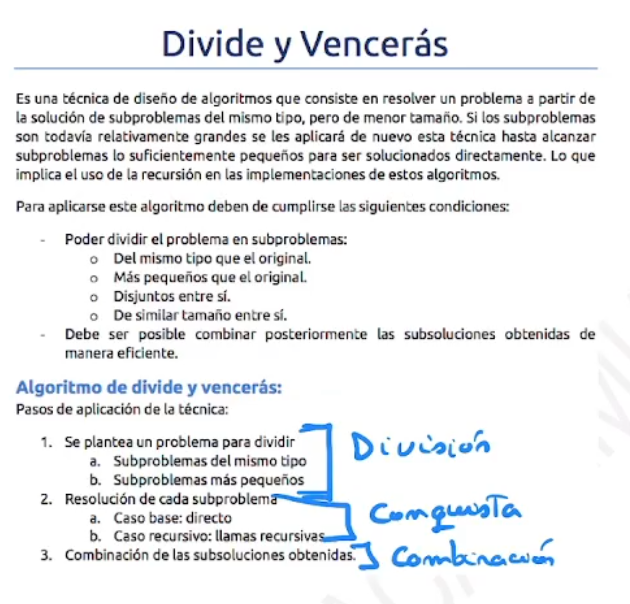 Divide y Vencerás
Es una técnica de diseño de algoritmos que consiste en resolver un problema a partir de
la solución de subproblemas del mismo tipo, pero de menor tamaño. Si los subproblemas
son todavía relativamente grandes se les aplicará de nuevo esta técnica hasta alcanzar
subproblemas lo suficientemente pequeños para ser solucionados directamente. Lo que
implica el uso de la recursión en las implementaciones de estos algoritmos.
Para aplicarse este algoritmo deben de cumplirse las siguientes condiciones:
- Poder dividir el problema en subproblemas:
o Del mismo tipo que el original.
o Más pequeños que el original.
o Disjuntos entre sí.
o De similar tamaño entre sí.
- Debe ser posible combinar posteriormente las subsoluciones obtenidas de
manera eficiente.
Algoritmo de divide y vencerás:
Pasos de aplicación de la técnica:
1. Se plantea un problema para dividir
a. Subproblemas del mismo tipo
b. Subproblemas más pequeños
División
2. Resolución de cada subproblema
a. Caso base: directo
b. Caso recursivo: llamas recursivas
Conquista
3. Combinación de las subsoluciones obtenidas.
Combinación